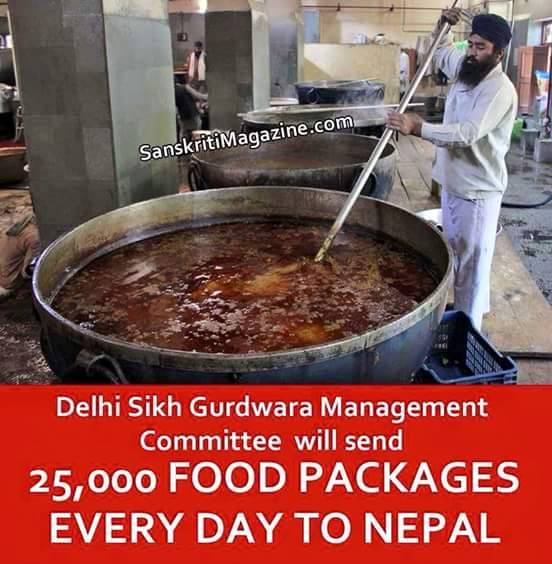 SanskritiMagazine.com
Delhi Sikh Gurdwara Management
Committee will send
25,000 FOOD PACKAGES
EVERY DAY TO NEPAL